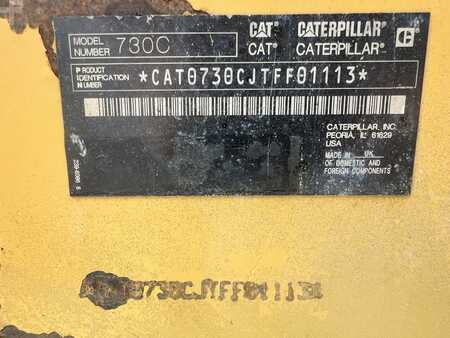 MODEL NUMBER 730C
CAT CATERPILLAR
CAT CATERPILLAR
PRODUCT IDENTIFICATION NUMBER *CAT0730CJTFF01113*
CATERPILLAR, INC.
PEORIA, IL 61629
USA
MADE IN UK
OF DOMESTIC AND
FOREIGN COMPONENTS
0730CJTFF01113